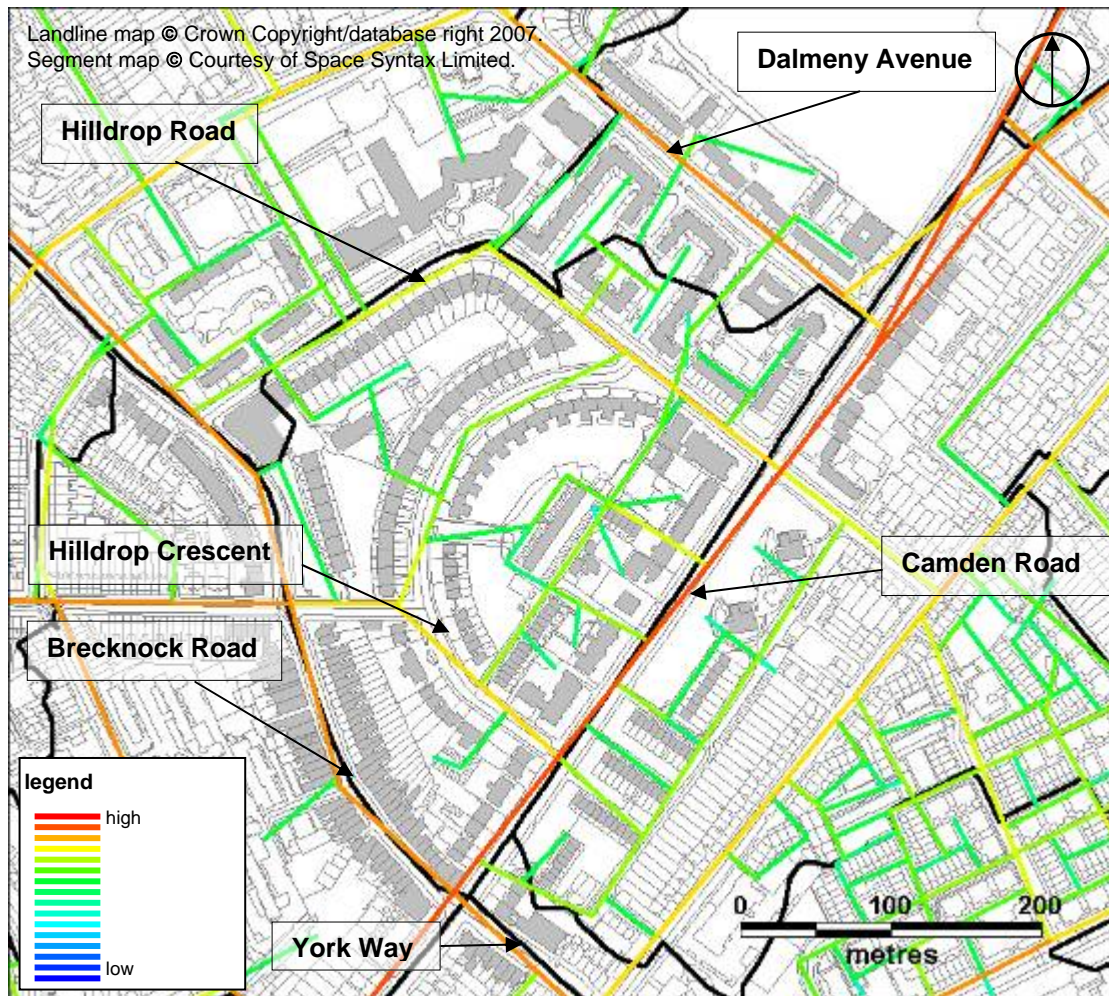 Landline map © Crown Copyright/database right 2007.
Segment map © Courtesy of Space Syntax Limited.
Dalmeny Avenue
Hilldrop Road
Hilldrop Crescent
Camden Road
Brecknock Road
York Way
legend
high
low
0 100 200
metres